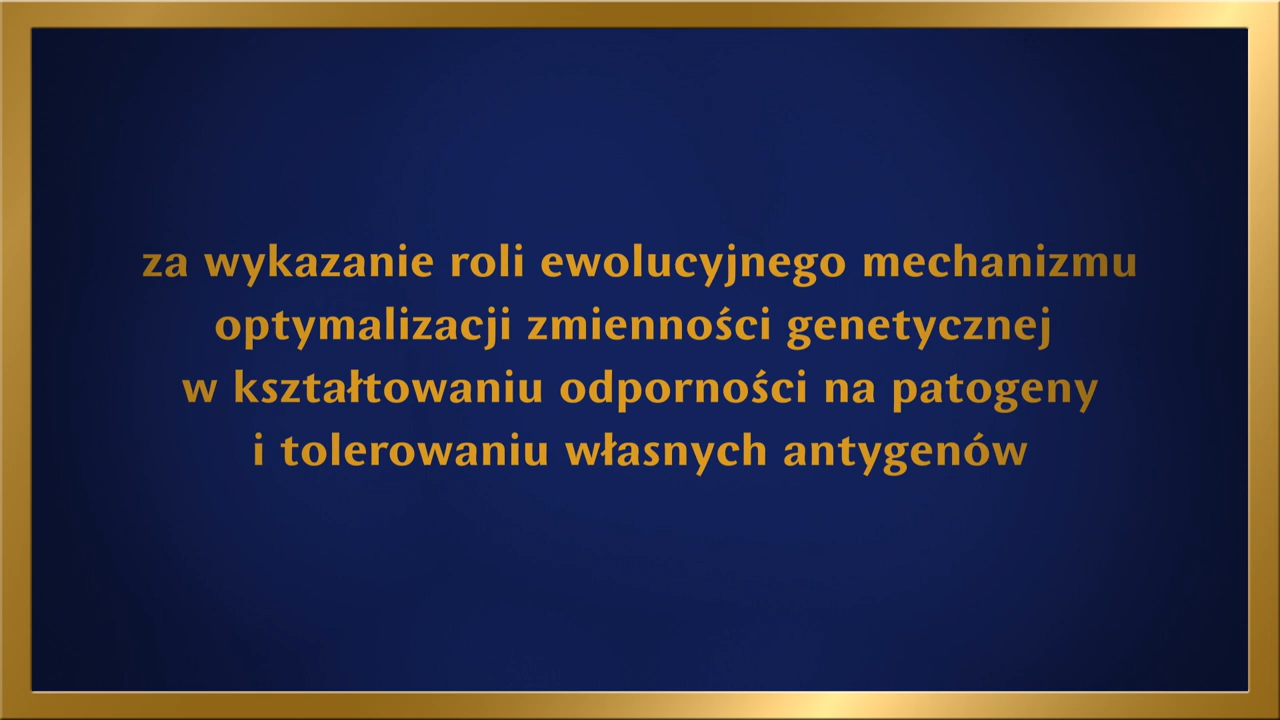 za wykazanie roli ewolucyjnego mechanizmu
optymalizacji zmienności genetycznej
w kształtowaniu odporności na patogeny
i tolerowaniu własnych antygenów